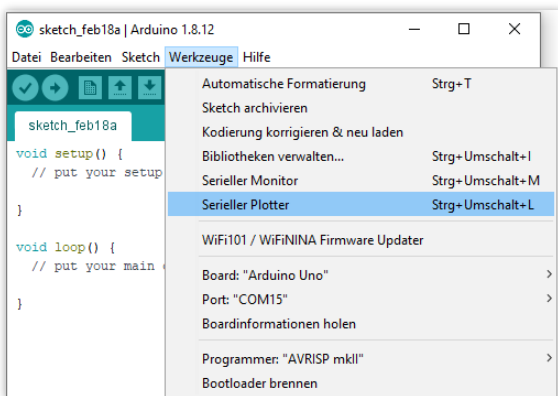 sketch_feb18a | Arduino 1.8.12
Datei Bearbeiten Sketch Werkzeuge Hilfe
sketch_feb18a
void setup() {
// put your setup
}
void loop() {
// put your main
}
Automatische Formatierung Strg+T
Sketch archivieren
Kodierung korrigieren & neu laden
Bibliotheken verwalten... Strg+Umschalt+I
Serieller Monitor Strg+Umschalt+M
Serieller Plotter Strg+Umschalt+L
WiFi101 / WiFiNINA Firmware Updater
Board: "Arduino Uno"
Port: "COM15"
Boardinformationen holen
Programmer: "AVRISP mkII"
Bootloader brennen